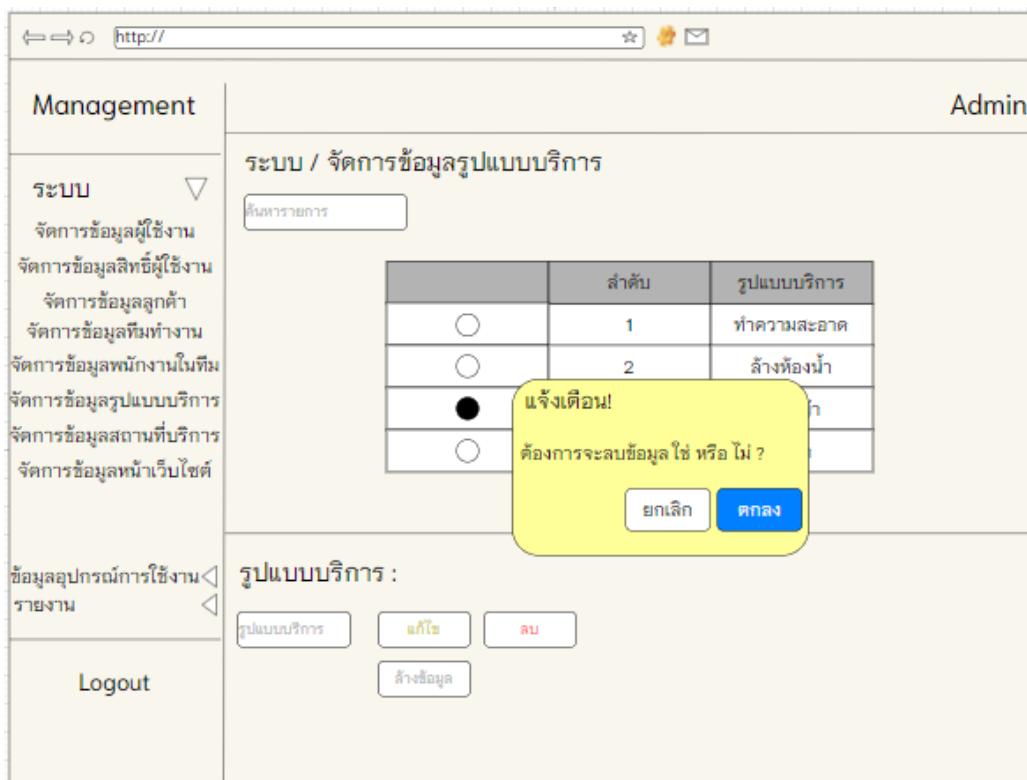 http://
Management
Admin
ระบบ
จัดการข้อมูลผู้ใช้งาน
จัดการข้อมูลสิทธิ์ผู้ใช้งาน
จัดการข้อมูลลูกค้า
จัดการข้อมูลทีมทำงาน
จัดการข้อมูลพนักงานในทีม
จัดการข้อมูลรูปแบบบริการ
จัดการข้อมูลสถานที่บริการ
จัดการข้อมูลหน้าเว็บไซต์
ข้อมูลอุปกรณ์การใช้งาน
รายงาน
Logout
ระบบ / จัดการข้อมูลรูปแบบบริการ
ค้นหารายการ
ลำดับ รูปแบบบริการ
1 ทำความสะอาด
2 ล้างห้องน้ำ
แจ้งเตือน!
ต้องการจะลบข้อมูล ใช่ หรือ ไม่ ?
ยกเลิก ตกลง
รูปแบบบริการ :
รูปแบบบริการ แก้ไข ลบ
ล้างข้อมูล